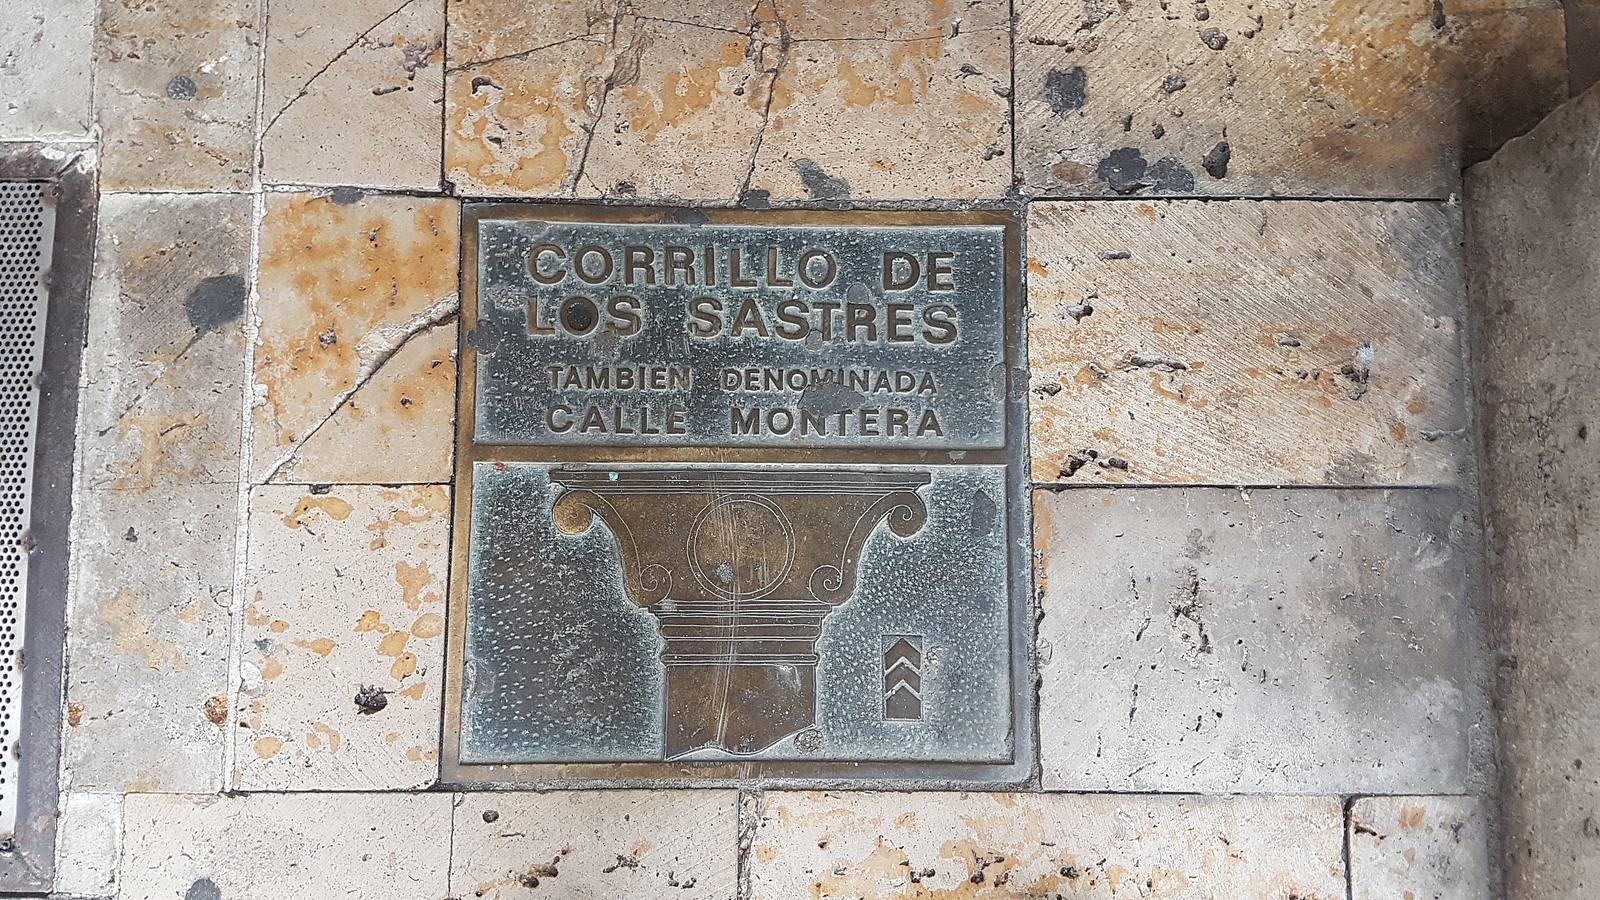 CORRILLO DE
LOS SASTRES
TAMBIEN DENOMINADA
CALLE MONTERA